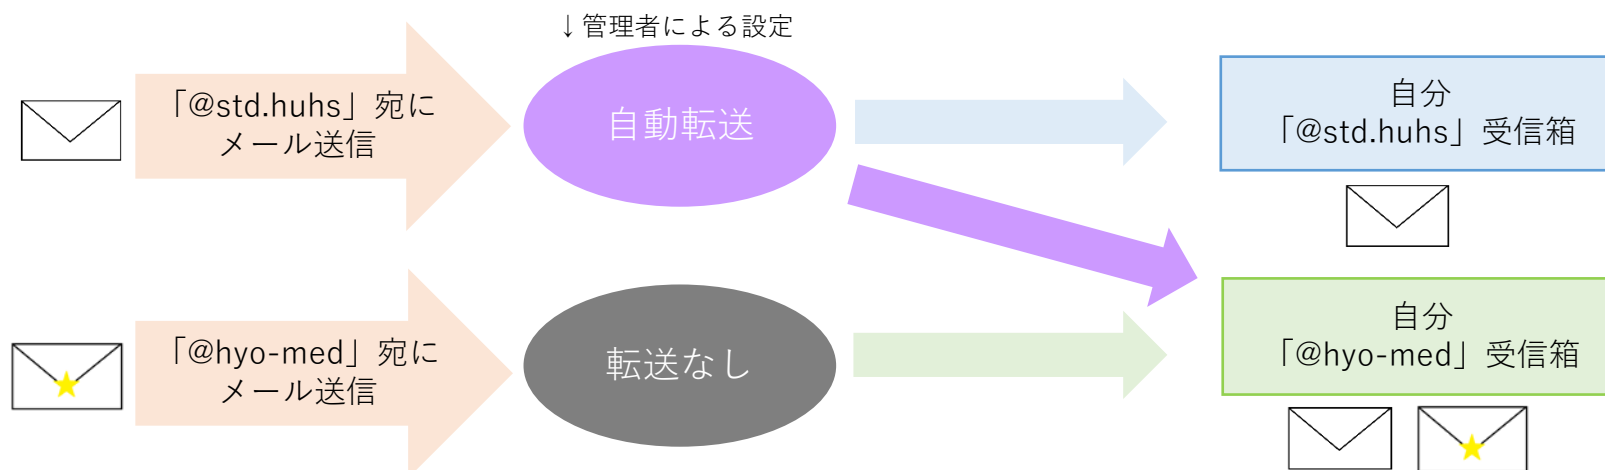 ↓管理者による設定
「@std.huhs」宛に
メール送信
自動転送
自分
「@std.huhs」受信箱
「@hyo-med」宛に
メール送信
転送なし
自分
「@hyo-med」受信箱